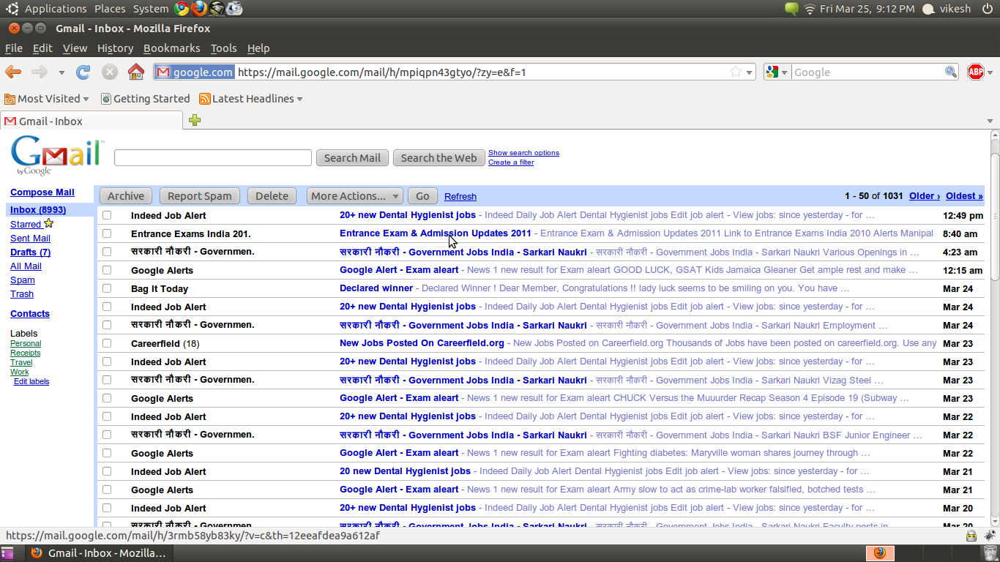 Applications Places System Fri Mar 25, 9:12 PM vikesh
Gmail - Inbox - Mozilla Firefox
File Edit View History Bookmarks Tools Help
google.com https://mail.google.com/mail/h/mpiqpn43gtyo/?zy=e&f=1 Google ABP
Most Visited Getting Started Latest Headlines
Gmail - Inbox
Gmail™
by Google
Search Mail Search the Web Show search options
Create a filter
Compose Mail
Inbox (8993)
Starred
Sent Mail
Drafts (7)
All Mail
Spam
Trash
Contacts
Labels
Personal
Receipts
Travel
Work
Edit labels
Archive Report Spam Delete More Actions... Go Refresh 1 - 50 of 1031 Older › Oldest »
Indeed Job Alert 20+ new Dental Hygienist jobs - Indeed Daily Job Alert Dental Hygienist jobs Edit job alert - View jobs: since yesterday - for ... 12:49 pm
Entrance Exams India 201. Entrance Exam & Admission Updates 2011 - Entrance Exam & Admission Updates 2011 Link to Entrance Exams India 2010 Alerts Manipal 8:40 am
सरकारी नौकरी - Governmen. सरकारी नौकरी - Government Jobs India - Sarkari Naukri - सरकारी नौकरी - Government Jobs India - Sarkari Naukri Various Openings in ... 4:23 am
Google Alerts Google Alert - Exam aleart - News 1 new result for Exam aleart GOOD LUCK, GSAT Kids Jamaica Gleaner Get ample rest and make ... 12:15 am
Bag It Today Declared winner - Declared Winner ! Dear Member, Congratulations !! lady luck seems to be smiling on you. You have ... Mar 24
Indeed Job Alert 20+ new Dental Hygienist jobs - Indeed Daily Job Alert Dental Hygienist jobs Edit job alert - View jobs: since yesterday - for ... Mar 24
सरकारी नौकरी - Governmen. सरकारी नौकरी - Government Jobs India - Sarkari Naukri - सरकारी नौकरी - Government Jobs India - Sarkari Naukri Employment ... Mar 24
Careerfield (18) New Jobs Posted On Careerfield.org - New Jobs Posted on Careerfield.org Thousands of Jobs have been posted on careerfield.org. Use any Mar 23
Indeed Job Alert 20+ new Dental Hygienist jobs - Indeed Daily Job Alert Dental Hygienist jobs Edit job alert - View jobs: since yesterday - for ... Mar 23
सरकारी नौकरी - Governmen. सरकारी नौकरी - Government Jobs India - Sarkari Naukri - सरकारी नौकरी - Government Jobs India - Sarkari Naukri Vizag Steel ... Mar 23
Google Alerts Google Alert - Exam aleart - News 1 new result for Exam aleart CHUCK Versus the Muuurder Recap Season 4 Episode 19 (Subway ... Mar 23
Indeed Job Alert 20+ new Dental Hygienist jobs - Indeed Daily Job Alert Dental Hygienist jobs Edit job alert - View jobs: since yesterday - for ... Mar 22
सरकारी नौकरी - Governmen. सरकारी नौकरी - Government Jobs India - Sarkari Naukri - सरकारी नौकरी - Government Jobs India - Sarkari Naukri BSF Junior Engineer ... Mar 22
Google Alerts Google Alert - Exam aleart - News 1 new result for Exam aleart Fighting diabetes: Maryville woman shares journey through ... Mar 22
Indeed Job Alert 20 new Dental Hygienist jobs - Indeed Daily Job Alert Dental Hygienist jobs Edit job alert - View jobs: since yesterday - for ... Mar 21
Google Alerts Google Alert - Exam aleart - News 1 new result for Exam aleart Army slow to act as crime-lab worker falsified, botched tests ... Mar 21
Indeed Job Alert 20+ new Dental Hygienist jobs - Indeed Daily Job Alert Dental Hygienist jobs Edit job alert - View jobs: since yesterday - for ... Mar 20
सरकारी नौकरी - Governmen. सरकारी नौकरी - Government Jobs India - Sarkari Naukri - सरकारी नौकरी - Government Jobs India - Sarkari Naukri Faculty posts in Mar 20
https://mail.google.com/mail/h/3rmb58yb83ky/?v=c&th=12eeafdea9a612af
Gmail - Inbox - Mozilla...